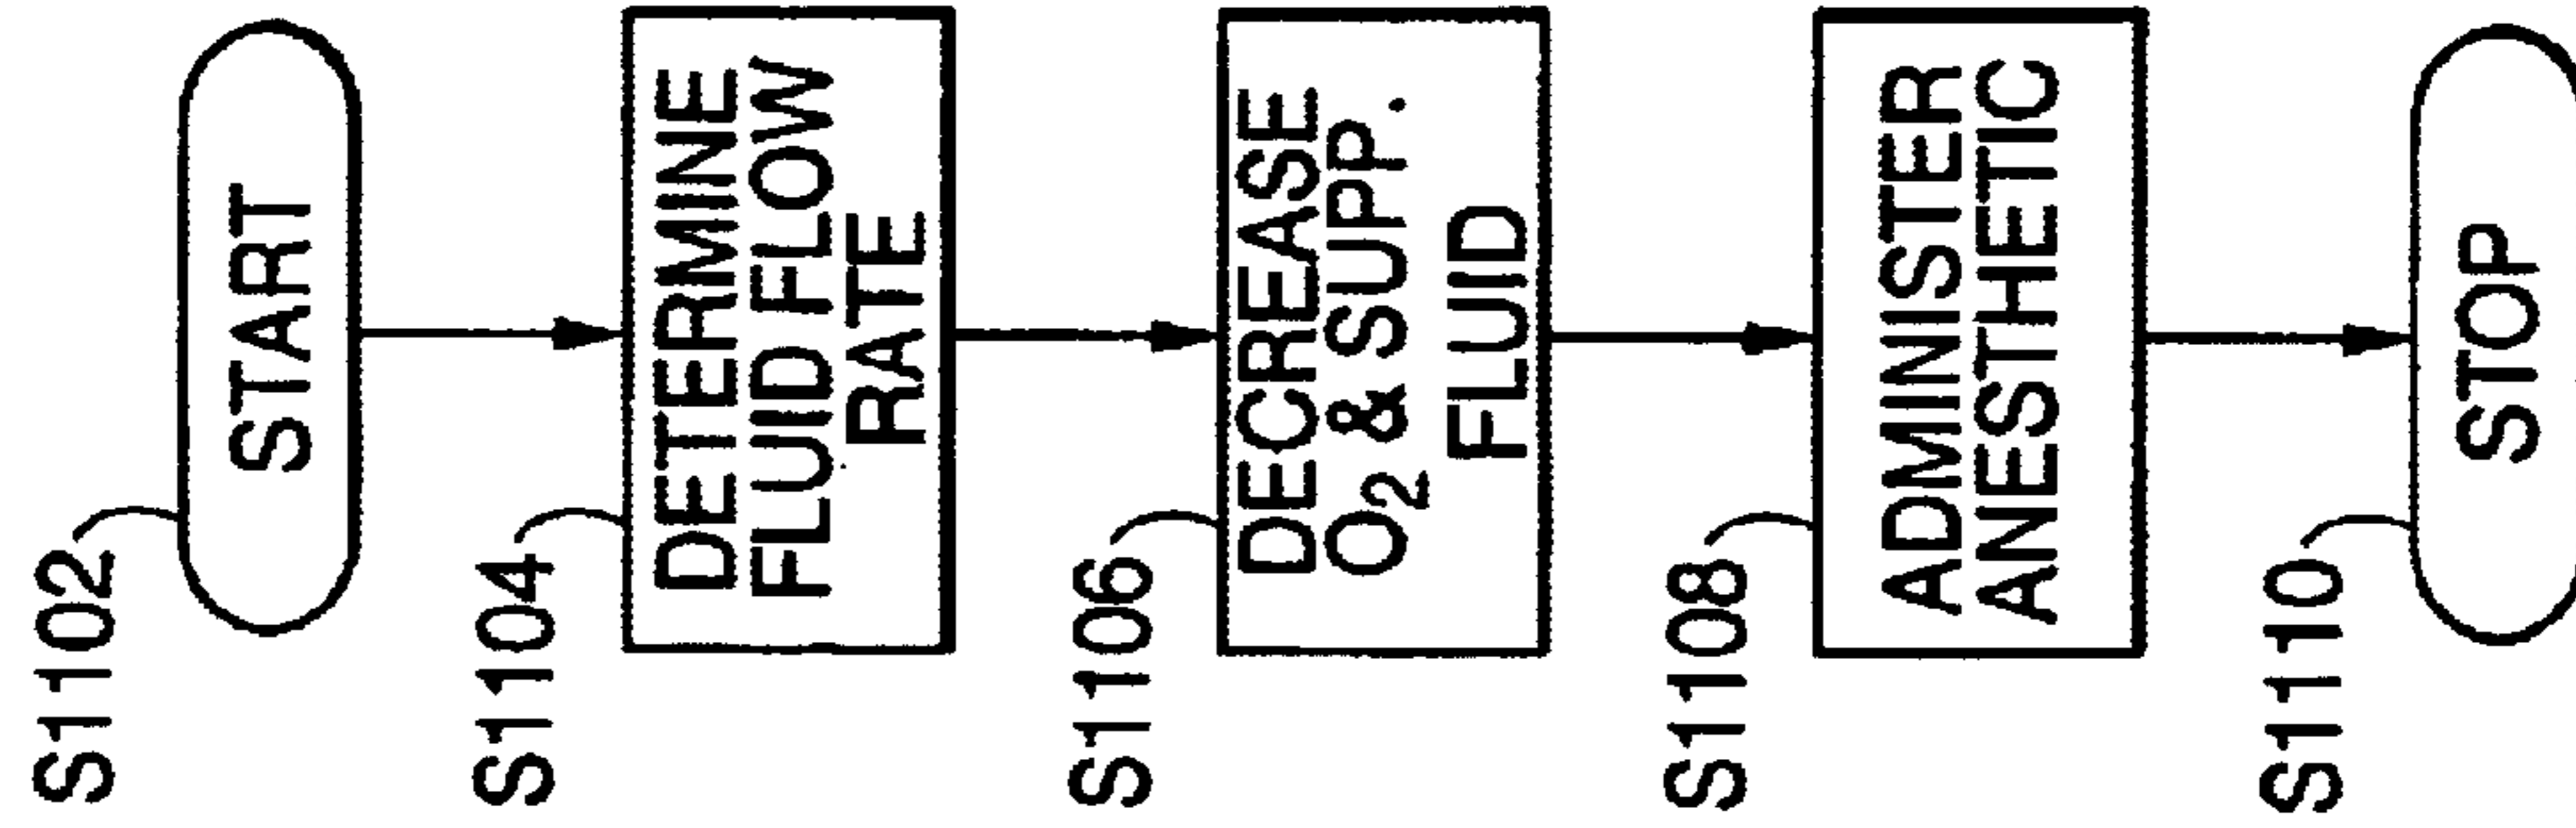 S1102
START
S1104
DETERMINE
FLUID FLOW
RATE
S1106
DECREASE
O₂ & SUPP.
FLUID
S1108
ADMINISTER
ANESTHETIC
S1110
STOP